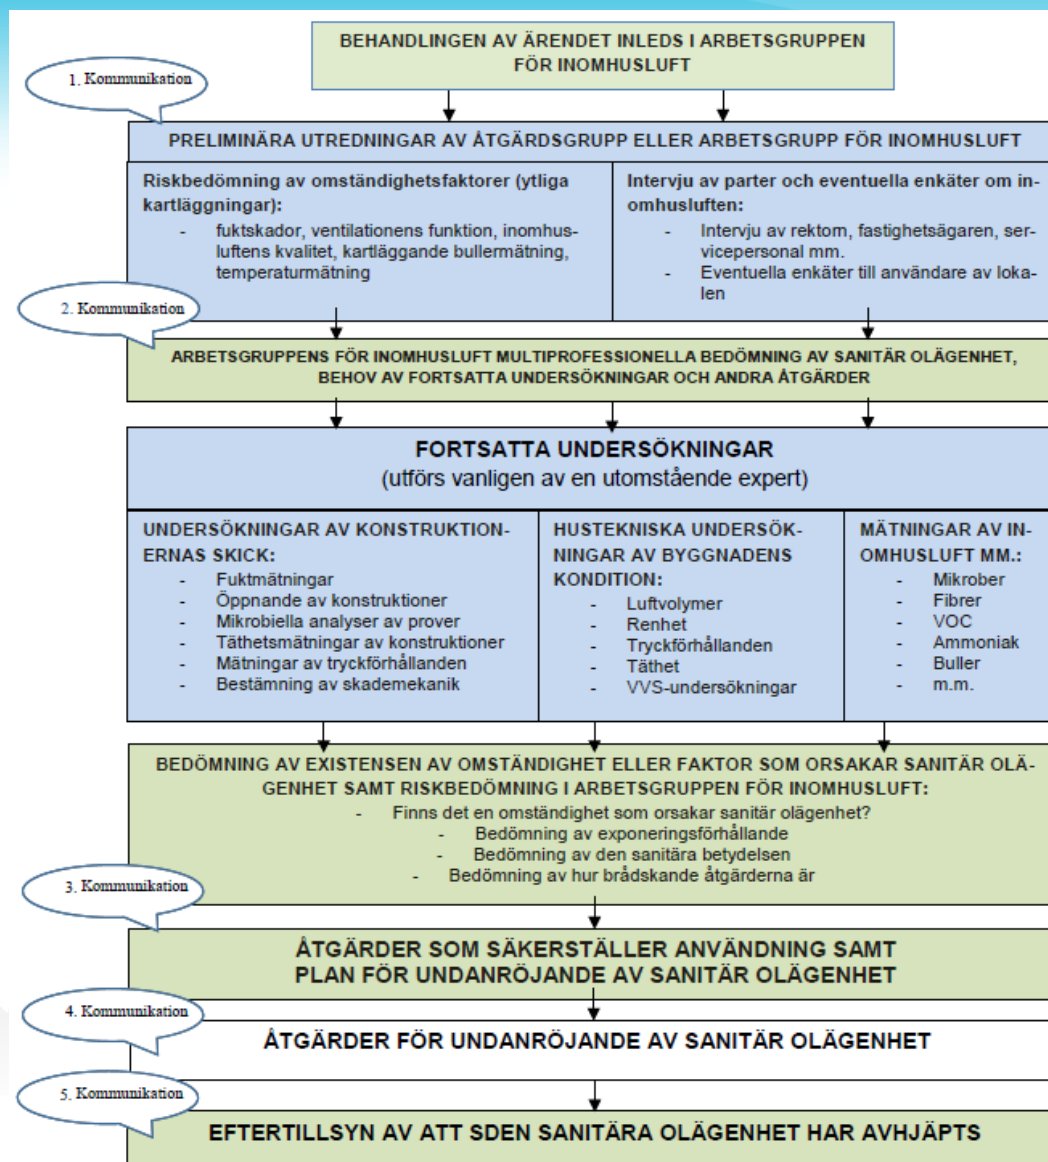 BEHANDLINGEN AV ÄRENDET INLEDS I ARBETSGRUPPEN
FÖR INOMHUSLUFT
1. Kommunikation
PRELIMINÄRA UTREDNINGAR AV ÅTGÄRDSGRUPP ELLER ARBETSGRUPP FÖR INOMHUSLUFT
Riskbedömning av omständighetsfaktorer (ytliga
kartläggningar):
- fuktskador, ventilationens funktion, inomhus-
luftens kvalitet, kartläggande bullermätning,
temperaturmätning
Intervju av parter och eventuella enkäter om in-
omhusluften:
- Intervju av rektorn, fastighetsägaren, ser-
vicepersonal mm.
- Eventuella enkäter till användare av loka-
len
2. Kommunikation
ARBETSGRUPPENS FÖR INOMHUSLUFT MULTIPROFESSIONELLA BEDÖMNING AV SANITÄR OLÄGENHET,
BEHOV AV FORTSATTA UNDERSÖKNINGAR OCH ANDRA ÅTGÄRDER
FORTSATTA UNDERSÖKNINGAR
(utförs vanligen av en utomstående expert)
UNDERSÖKNINGAR AV KONSTRUKTION-
ERNAS SKICK:
- Fuktmätningar
- Öppnande av konstruktioner
- Mikrobiella analyser av prover
- Täthetsmätningar av konstruktioner
- Mätningar av tryckförhållanden
- Bestämning av skademekanik
HUSTEKNISKA UNDERSÖK-
NINGAR AV BYGGNADENS
KONDITION:
- Luftvolymer
- Renhet
- Tryckförhållanden
- Täthet
- VVS-undersökningar
MÄTNINGAR AV IN-
OMHUSLUFT MM.:
- Mikrober
- Fibrer
- VOC
- Ammoniak
- Buller
- m.m.
BEDÖMNING AV EXISTENSEN AV OMSTÄNDIGHET ELLER FAKTOR SOM ORSAKAR SANITÄR OLÄ-
GENHET SAMT RISKBEDÖMNING I ARBETSGRUPPEN FÖR INOMHUSLUFT:
- Finns det en omständighet som orsakar sanitär olägenhet?
- Bedömning av exponeringsförhållande
- Bedömning av den sanitära betydelsen
- Bedömning av hur brådskande åtgärderna är
3. Kommunikation
ÅTGÄRDER SOM SÄKERSTÄLLER ANVÄNDNING SAMT
PLAN FÖR UNDANRÖJANDE AV SANITÄR OLÄGENHET
4. Kommunikation
ÅTGÄRDER FÖR UNDANRÖJANDE AV SANITÄR OLÄGENHET
5. Kommunikation
EFTERTILLSYN AV ATT SDEN SANITÄRA OLÄGENHET HAR AVHJÄPTS